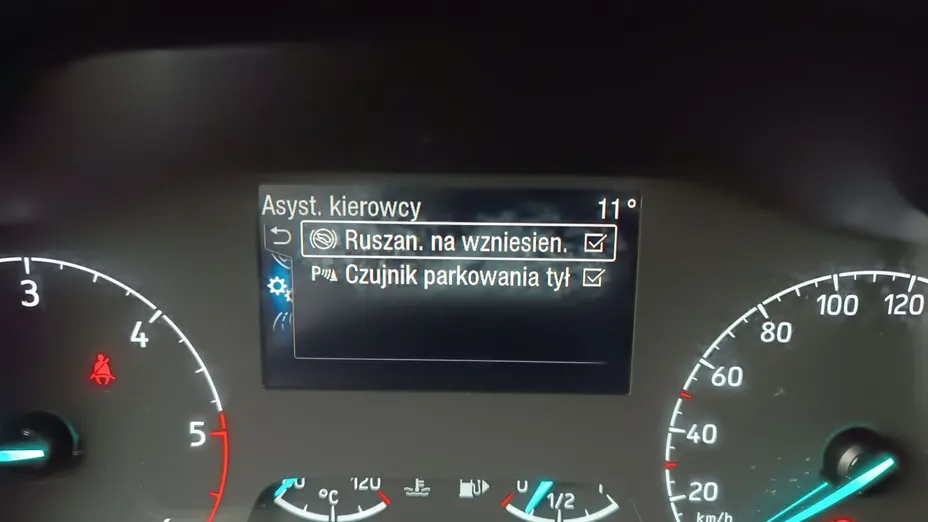 Asyst. kierowcy 11°
Ruszan. na wzniesien.
P Czujnik parkowania tył
3
4
5
20
40
60
80
100
120
km/h
°C
120
0
1/2